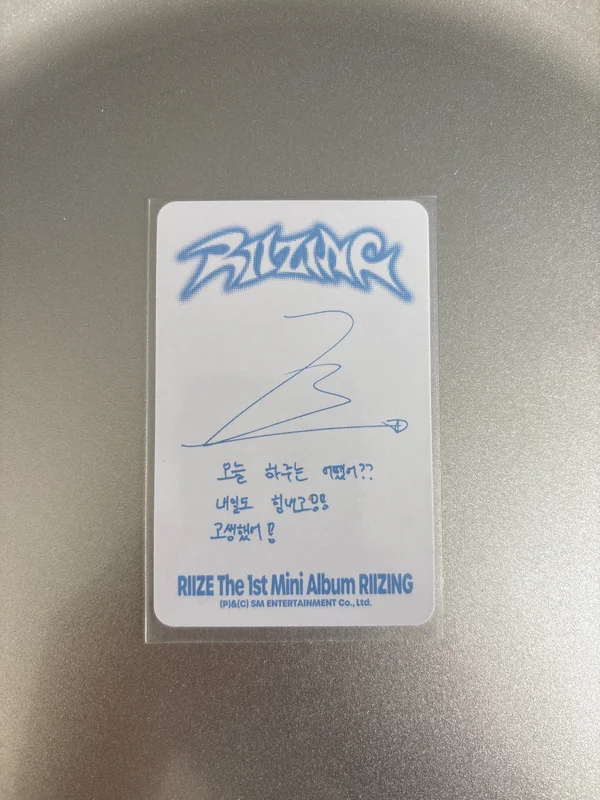 RIIZING
오늘 하루는 어땠어??
내일도 힘내고!!
고생했어!
RIIZE The 1st Mini Album RIIZING
(P)&(C) SM ENTERTAINMENT Co., Ltd.